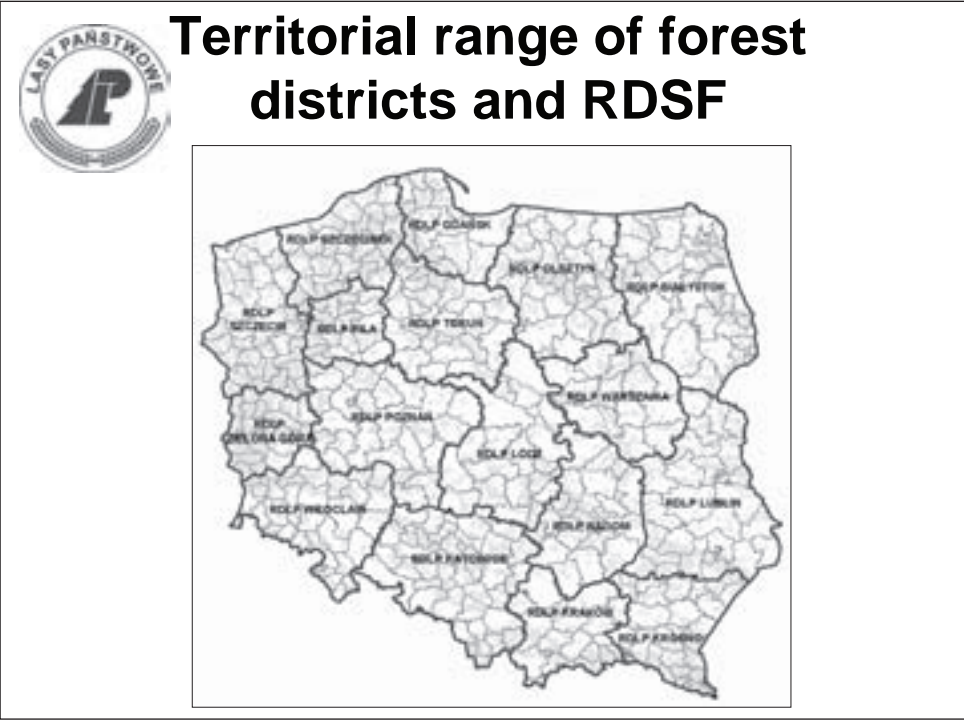 LASY PAŃSTWOWE
Territorial range of forest
districts and RDSF
RDLP GDAŃSK
RDLP SZCZECINEK
RDLP OLSZTYN
RDLP BIAŁYSTOK
RDLP
SZCZECIN
RDLP PIŁA
RDLP TORUŃ
RDLP WARSZAWA
RDLP POZNAŃ
RDLP
ZIELONA GÓRA
RDLP ŁÓDŹ
RDLP LUBLIN
RDLP WROCŁAW
RDLP RADOM
RDLP KATOWICE
RDLP KRAKÓW
RDLP KROSNO